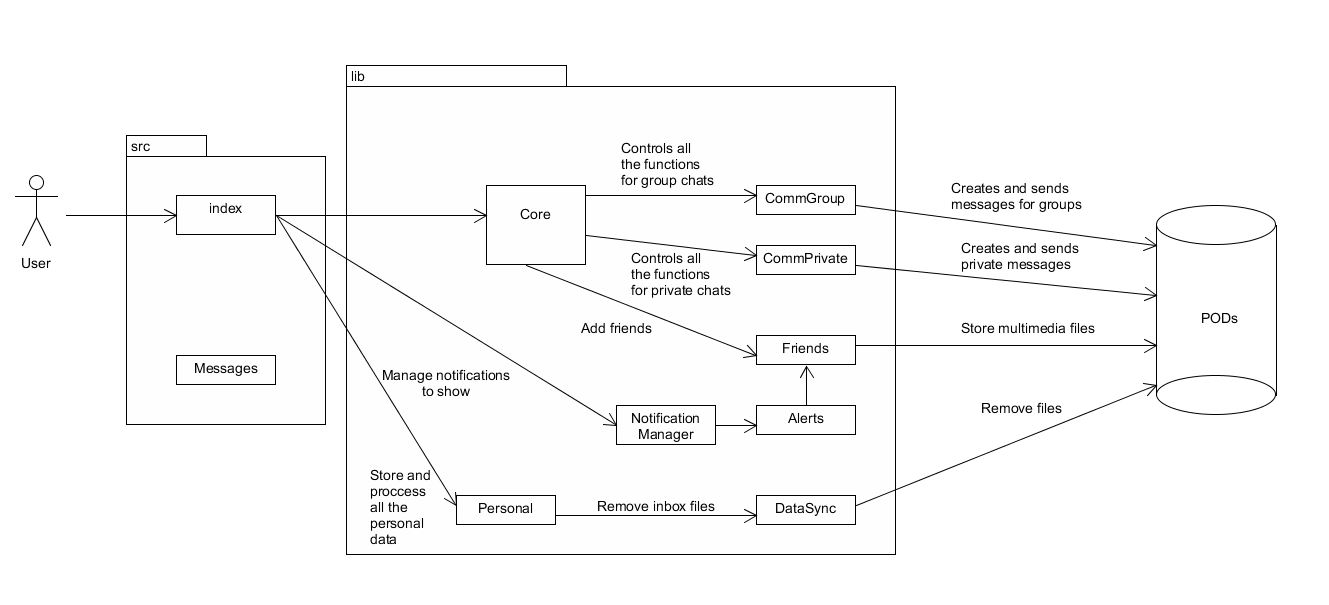 lib
src
Controls all
the functions
for group chats
Creates and sends
messages for groups
index
Core
CommGroup
User
Controls all
the functions
for private chats
CommPrivate
Creates and sends
private messages
PODs
Add friends
Friends
Store multimedia files
Messages
Manage notifications
to show
Notification
Manager
Alerts
Remove files
Store and
proccess
all the
personal
data
Personal
Remove inbox files
DataSync